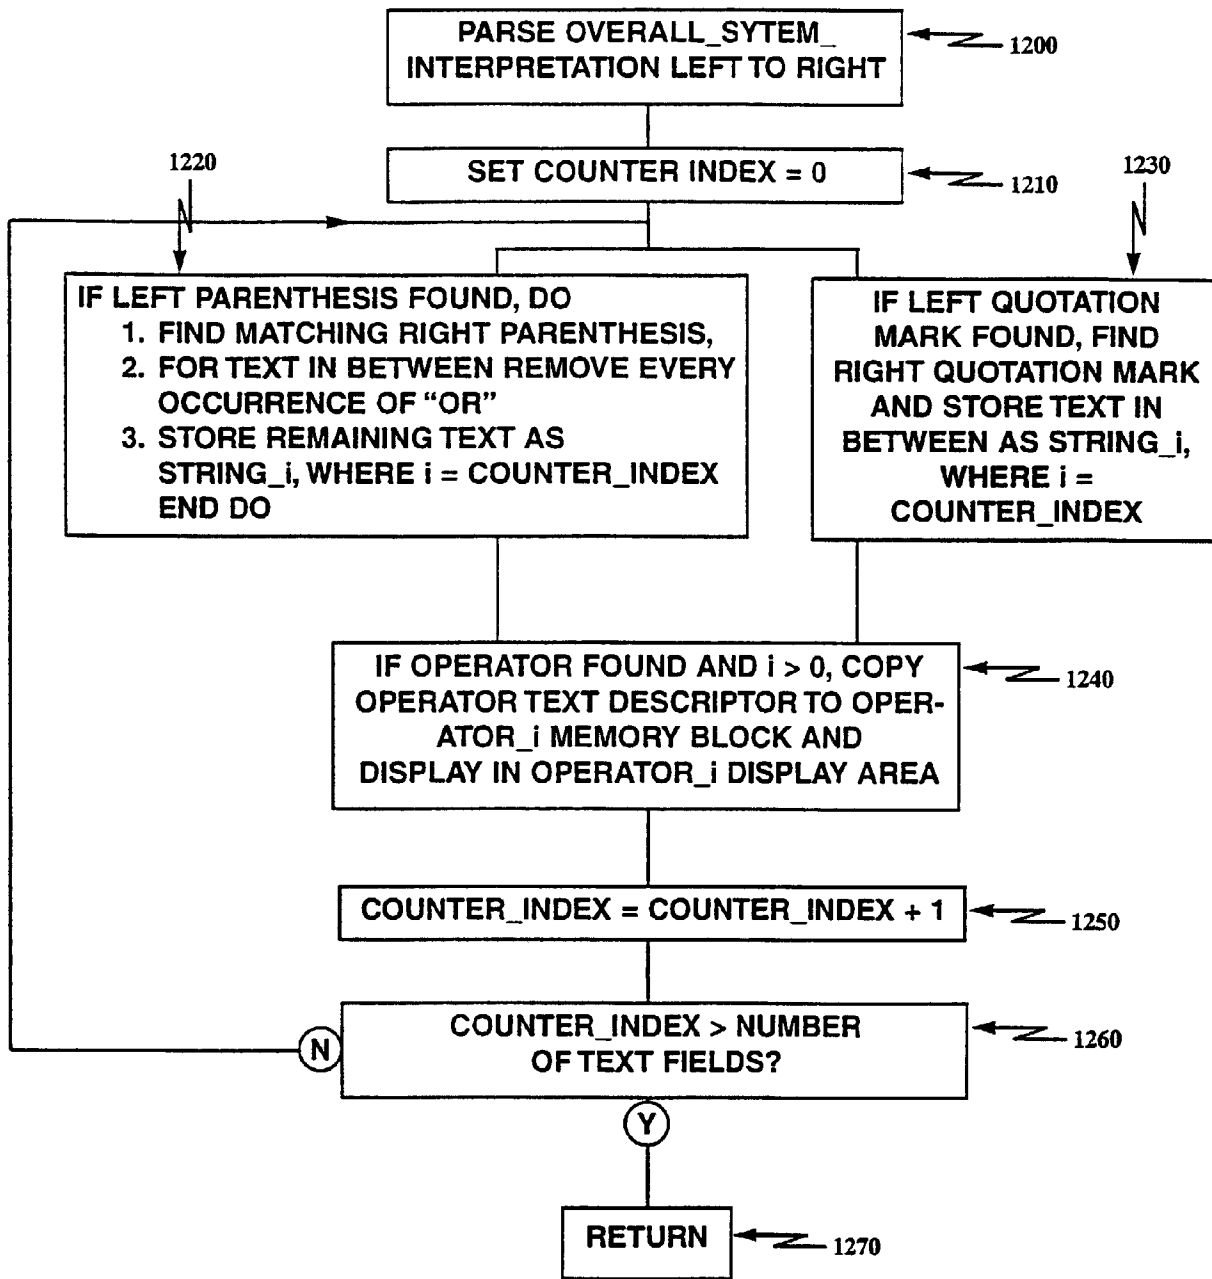 PARSE OVERALL_SYTEM_
INTERPRETATION LEFT TO RIGHT
1200
SET COUNTER INDEX = 0
1210
1220
1230
IF LEFT PARENTHESIS FOUND, DO
1. FIND MATCHING RIGHT PARENTHESIS,
2. FOR TEXT IN BETWEEN REMOVE EVERY
OCCURRENCE OF "OR"
3. STORE REMAINING TEXT AS
STRING_i, WHERE i = COUNTER_INDEX
END DO
IF LEFT QUOTATION
MARK FOUND, FIND
RIGHT QUOTATION MARK
AND STORE TEXT IN
BETWEEN AS STRING_i,
WHERE i =
COUNTER_INDEX
IF OPERATOR FOUND AND i > 0, COPY
OPERATOR TEXT DESCRIPTOR TO OPER-
ATOR_i MEMORY BLOCK AND
DISPLAY IN OPERATOR_i DISPLAY AREA
1240
COUNTER_INDEX = COUNTER_INDEX + 1
1250
COUNTER_INDEX > NUMBER
OF TEXT FIELDS?
1260
N
Y
RETURN
1270